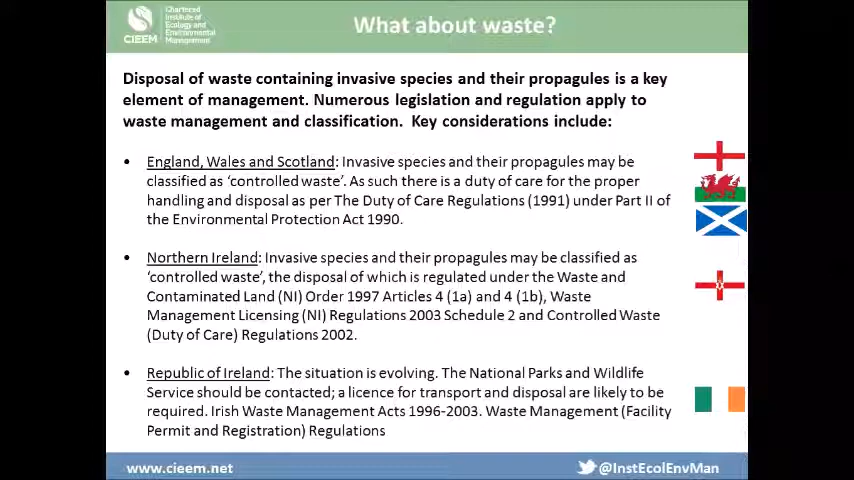 Chartered
Institute of
Ecology and
Environmental
Management
CIEEM
What about waste?
Disposal of waste containing invasive species and their propagules is a key
element of management. Numerous legislation and regulation apply to
waste management and classification. Key considerations include:
• England, Wales and Scotland: Invasive species and their propagules may be
classified as ‘controlled waste’. As such there is a duty of care for the proper
handling and disposal as per The Duty of Care Regulations (1991) under Part II of
the Environmental Protection Act 1990.
• Northern Ireland: Invasive species and their propagules may be classified as
‘controlled waste’, the disposal of which is regulated under the Waste and
Contaminated Land (NI) Order 1997 Articles 4 (1a) and 4 (1b), Waste
Management Licensing (NI) Regulations 2003 Schedule 2 and Controlled Waste
(Duty of Care) Regulations 2002.
• Republic of Ireland: The situation is evolving. The National Parks and Wildlife
Service should be contacted; a licence for transport and disposal are likely to be
required. Irish Waste Management Acts 1996-2003. Waste Management (Facility
Permit and Registration) Regulations
www.cieem.net
@InstEcolEnvMan